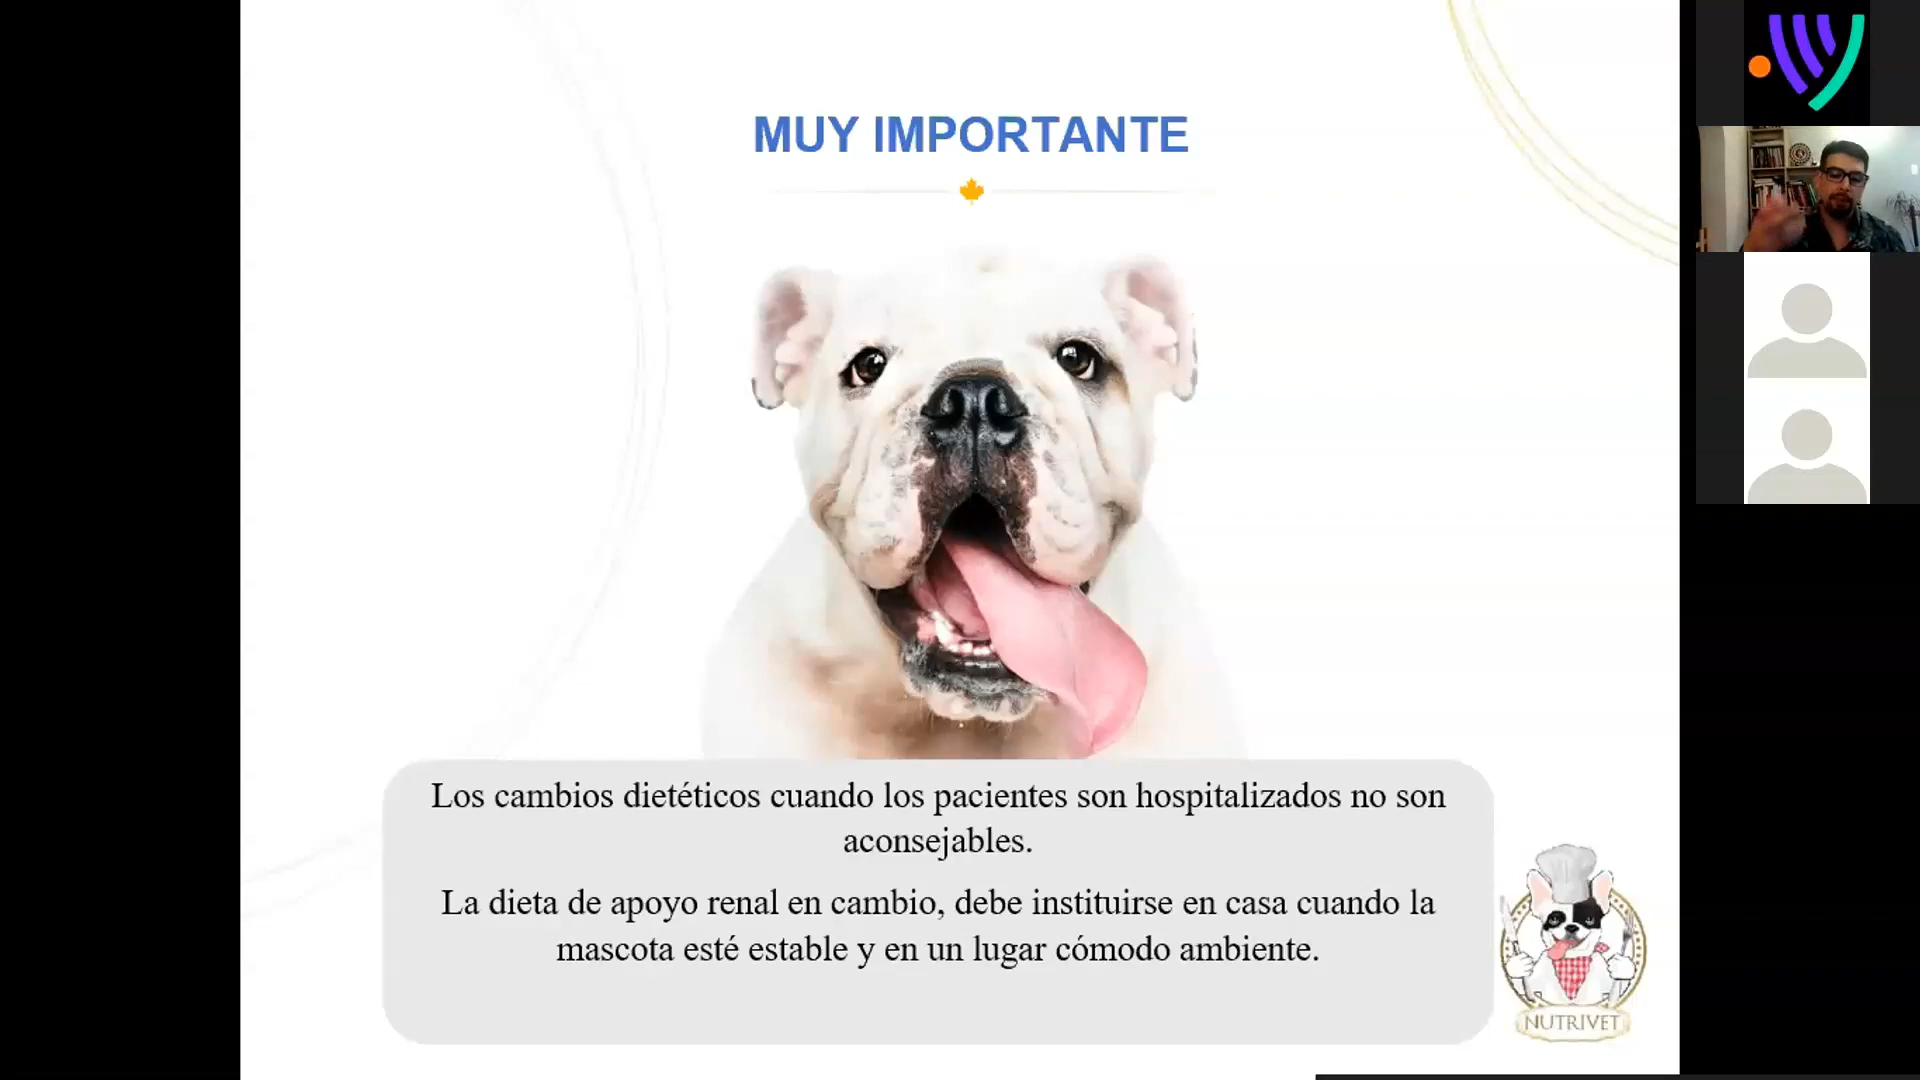 MUY IMPORTANTE
Los cambios dietéticos cuando los pacientes son hospitalizados no son
aconsejables.
La dieta de apoyo renal en cambio, debe instituirse en casa cuando la
mascota esté estable y en un lugar cómodo ambiente.
NUTRIVET